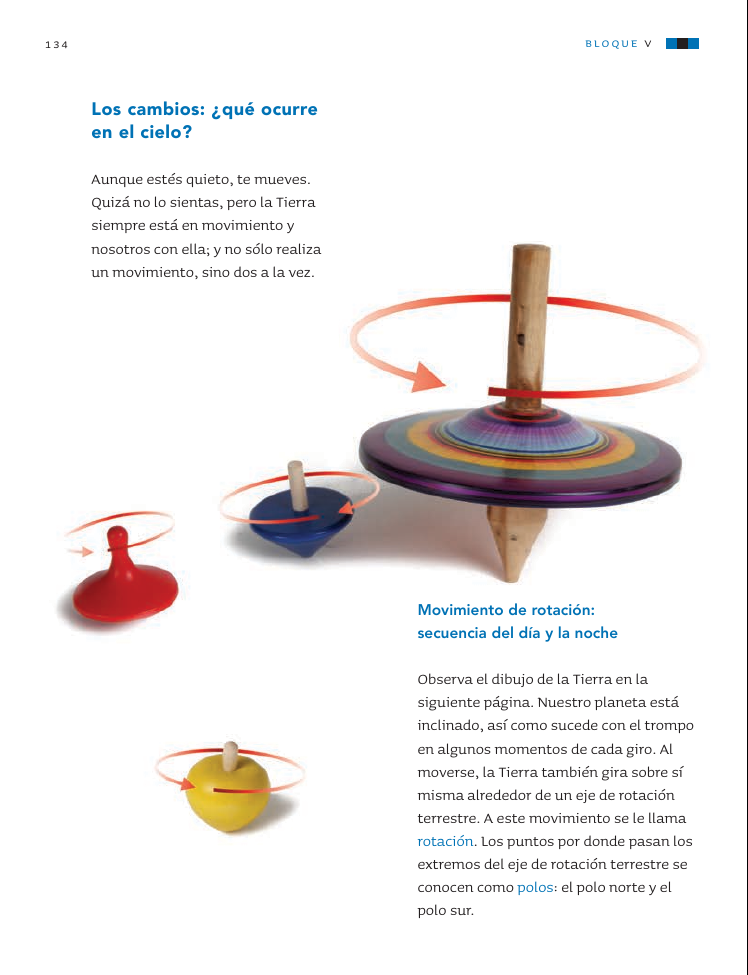 134
BLOQUE V
Los cambios: ¿qué ocurre
en el cielo?
Aunque estés quieto, te mueves.
Quizá no lo sientas, pero la Tierra
siempre está en movimiento y
nosotros con ella; y no sólo realiza
un movimiento, sino dos a la vez.
Movimiento de rotación:
secuencia del día y la noche
Observa el dibujo de la Tierra en la
siguiente página. Nuestro planeta está
inclinado, así como sucede con el trompo
en algunos momentos de cada giro. Al
moverse, la Tierra también gira sobre sí
misma alrededor de un eje de rotación
terrestre. A este movimiento se le llama
rotación. Los puntos por donde pasan los
extremos del eje de rotación terrestre se
conocen como polos: el polo norte y el
polo sur.